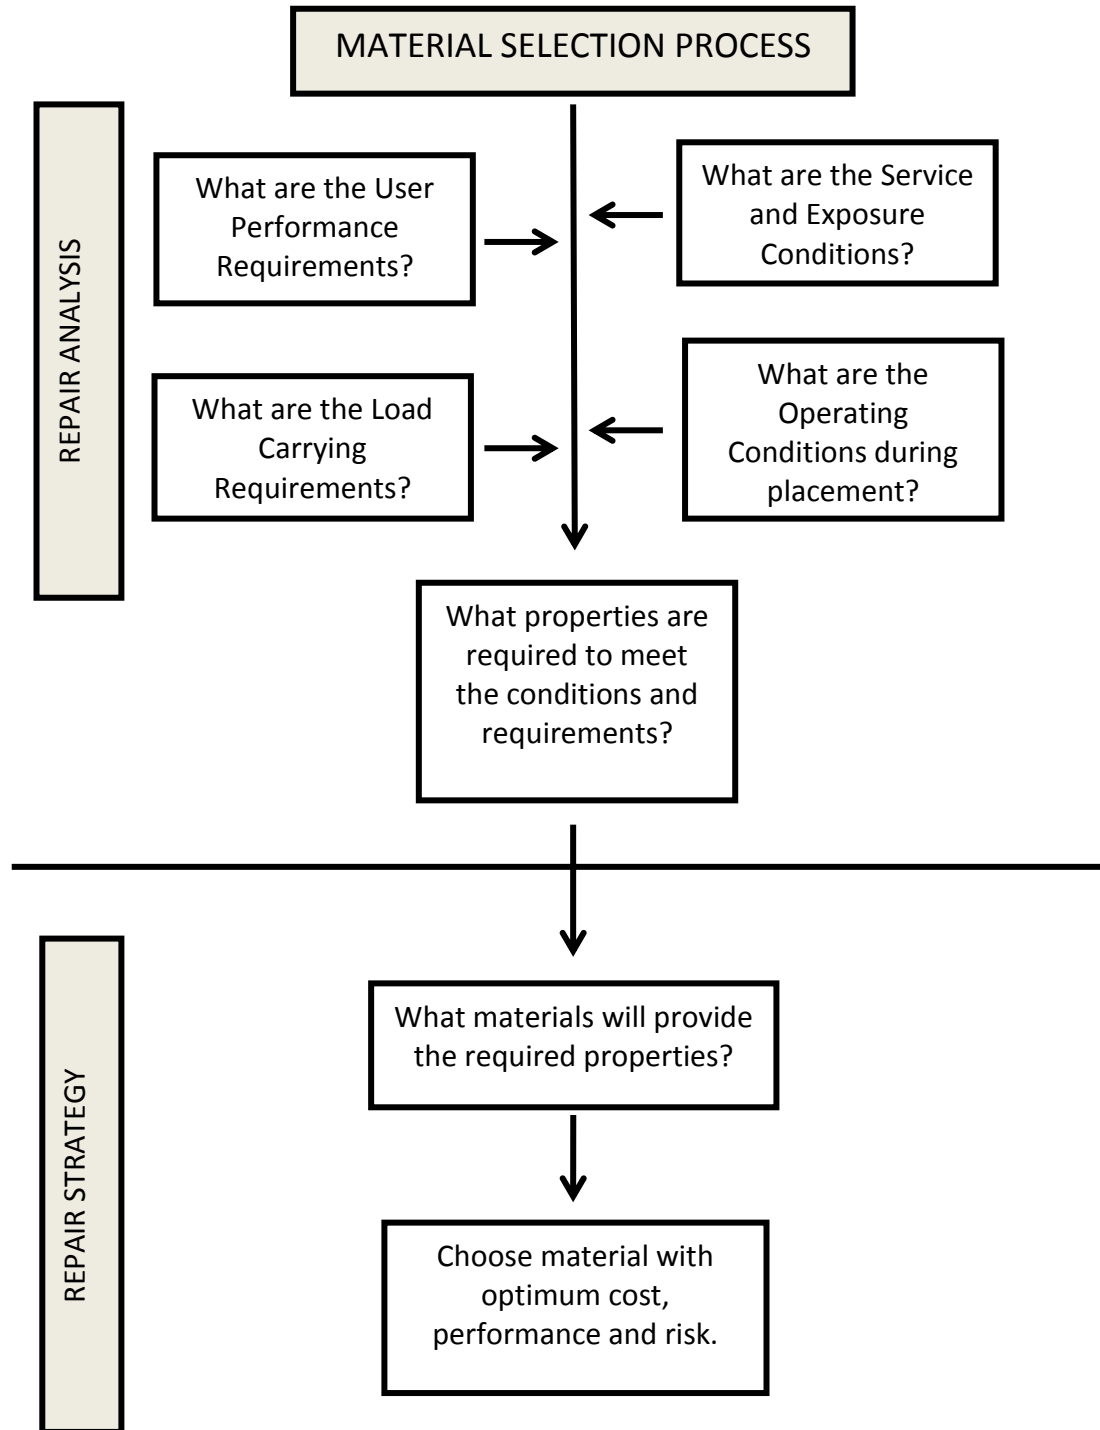 MATERIAL SELECTION PROCESS
REPAIR ANALYSIS
What are the User
Performance
Requirements?
What are the Service
and Exposure
Conditions?
What are the Load
Carrying
Requirements?
What are the
Operating
Conditions during
placement?
What properties are
required to meet
the conditions and
requirements?
REPAIR STRATEGY
What materials will provide
the required properties?
Choose material with
optimum cost,
performance and risk.